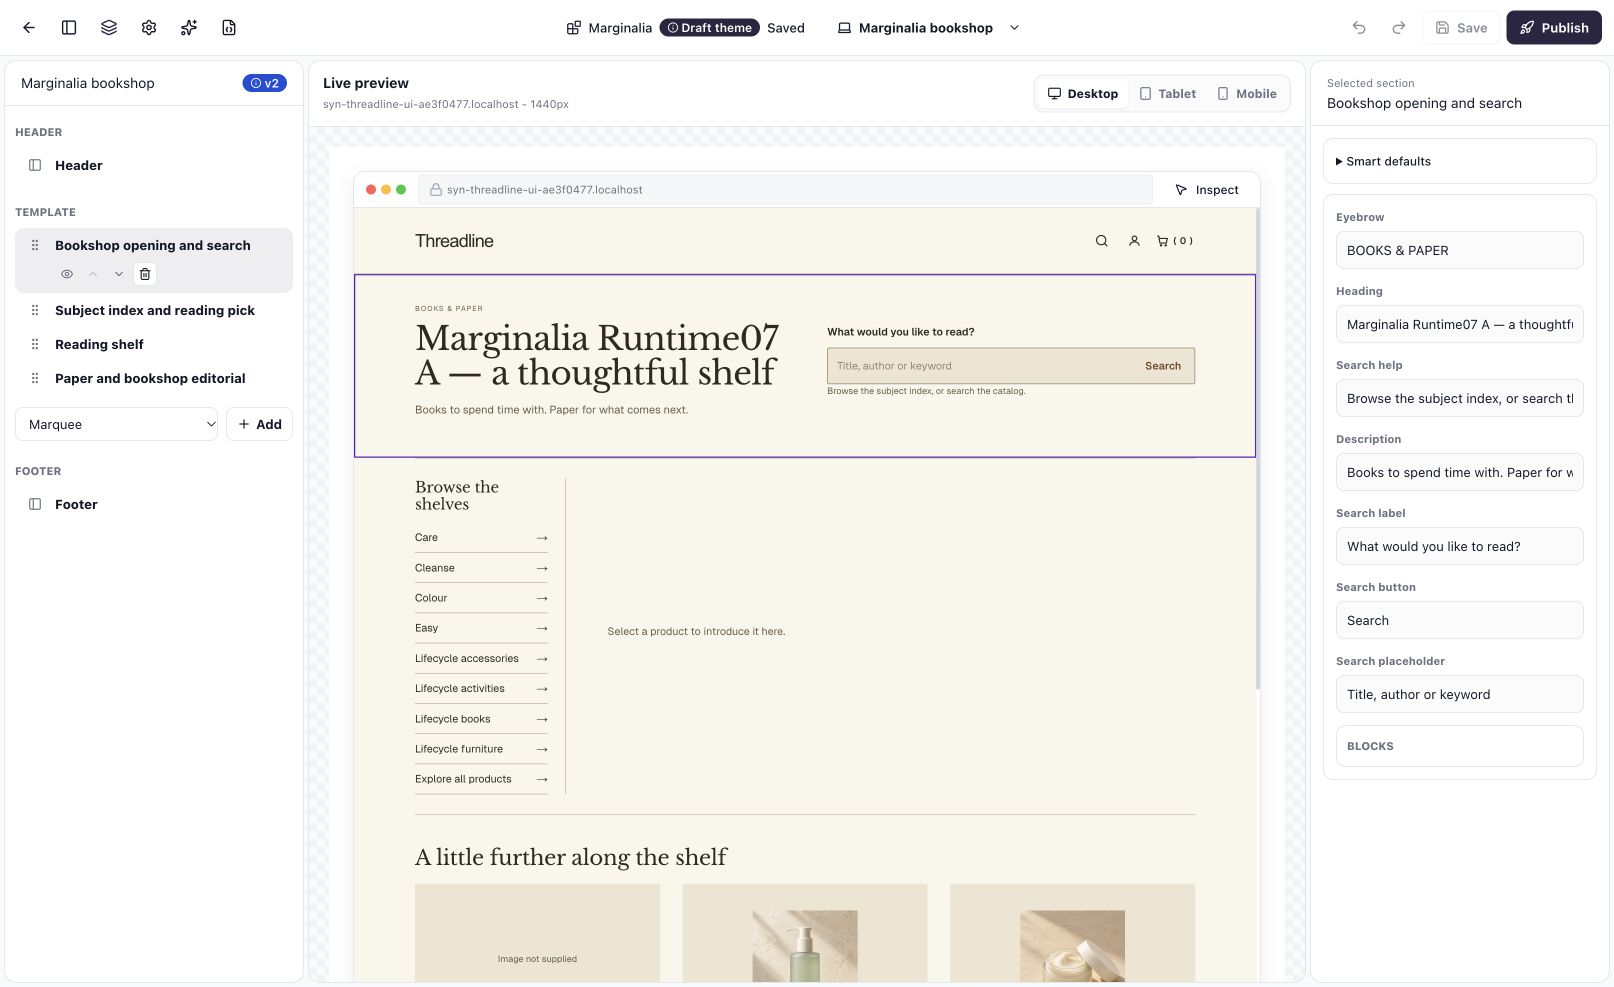 Marginalia Draft theme Saved Marginalia bookshop Save Publish
Marginalia bookshop v2
HEADER
Header
TEMPLATE
Bookshop opening and search
Subject index and reading pick
Reading shelf
Paper and bookshop editorial
Marquee Add
FOOTER
Footer
Live preview
syn-threadline-ui-ae3f0477.localhost - 1440px
Desktop Tablet Mobile
syn-threadline-ui-ae3f0477.localhost Inspect
Threadline (0)
BOOKS & PAPER
Marginalia Runtime07
A — a thoughtful shelf
Books to spend time with. Paper for what comes next.
What would you like to read?
Title, author or keyword Search
Browse the subject index, or search the catalog.
Browse the
shelves
Care →
Cleanse →
Colour →
Easy →
Lifecycle accessories →
Lifecycle activities →
Lifecycle books →
Lifecycle furniture →
Explore all products →
Select a product to introduce it here.
A little further along the shelf
Image not supplied
Selected section
Bookshop opening and search
Smart defaults
Eyebrow
BOOKS & PAPER
Heading
Marginalia Runtime07 A — a thoughtfu
Search help
Browse the subject index, or search
Description
Books to spend time with. Paper for
Search label
What would you like to read?
Search button
Search
Search placeholder
Title, author or keyword
BLOCKS